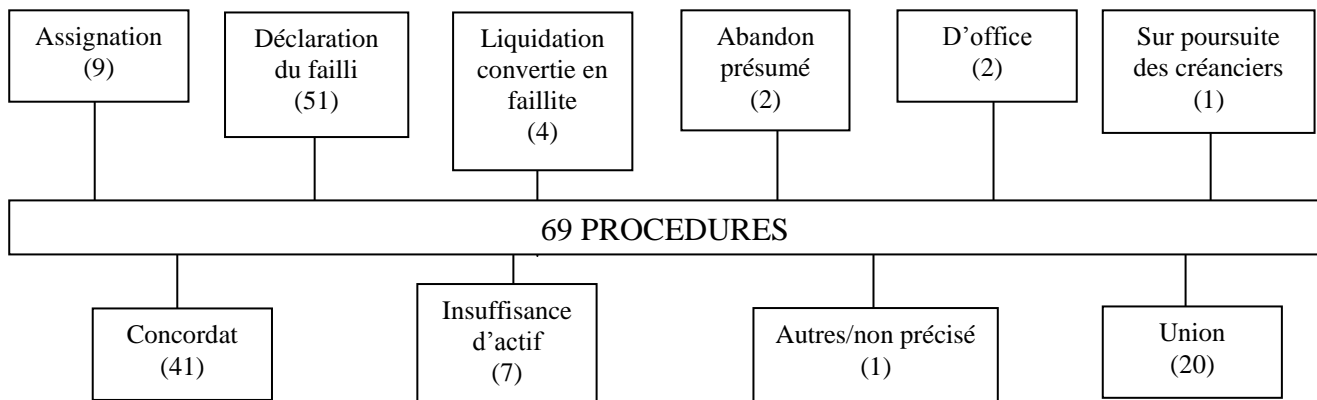 Assignation
(9)
Déclaration
du failli
(51)
Liquidation
convertie en
faillite
(4)
Abandon
présumé
(2)
D’office
(2)
Sur poursuite
des créanciers
(1)
69 PROCEDURES
Concordat
(41)
Insuffisance
d’actif
(7)
Autres/non précisé
(1)
Union
(20)